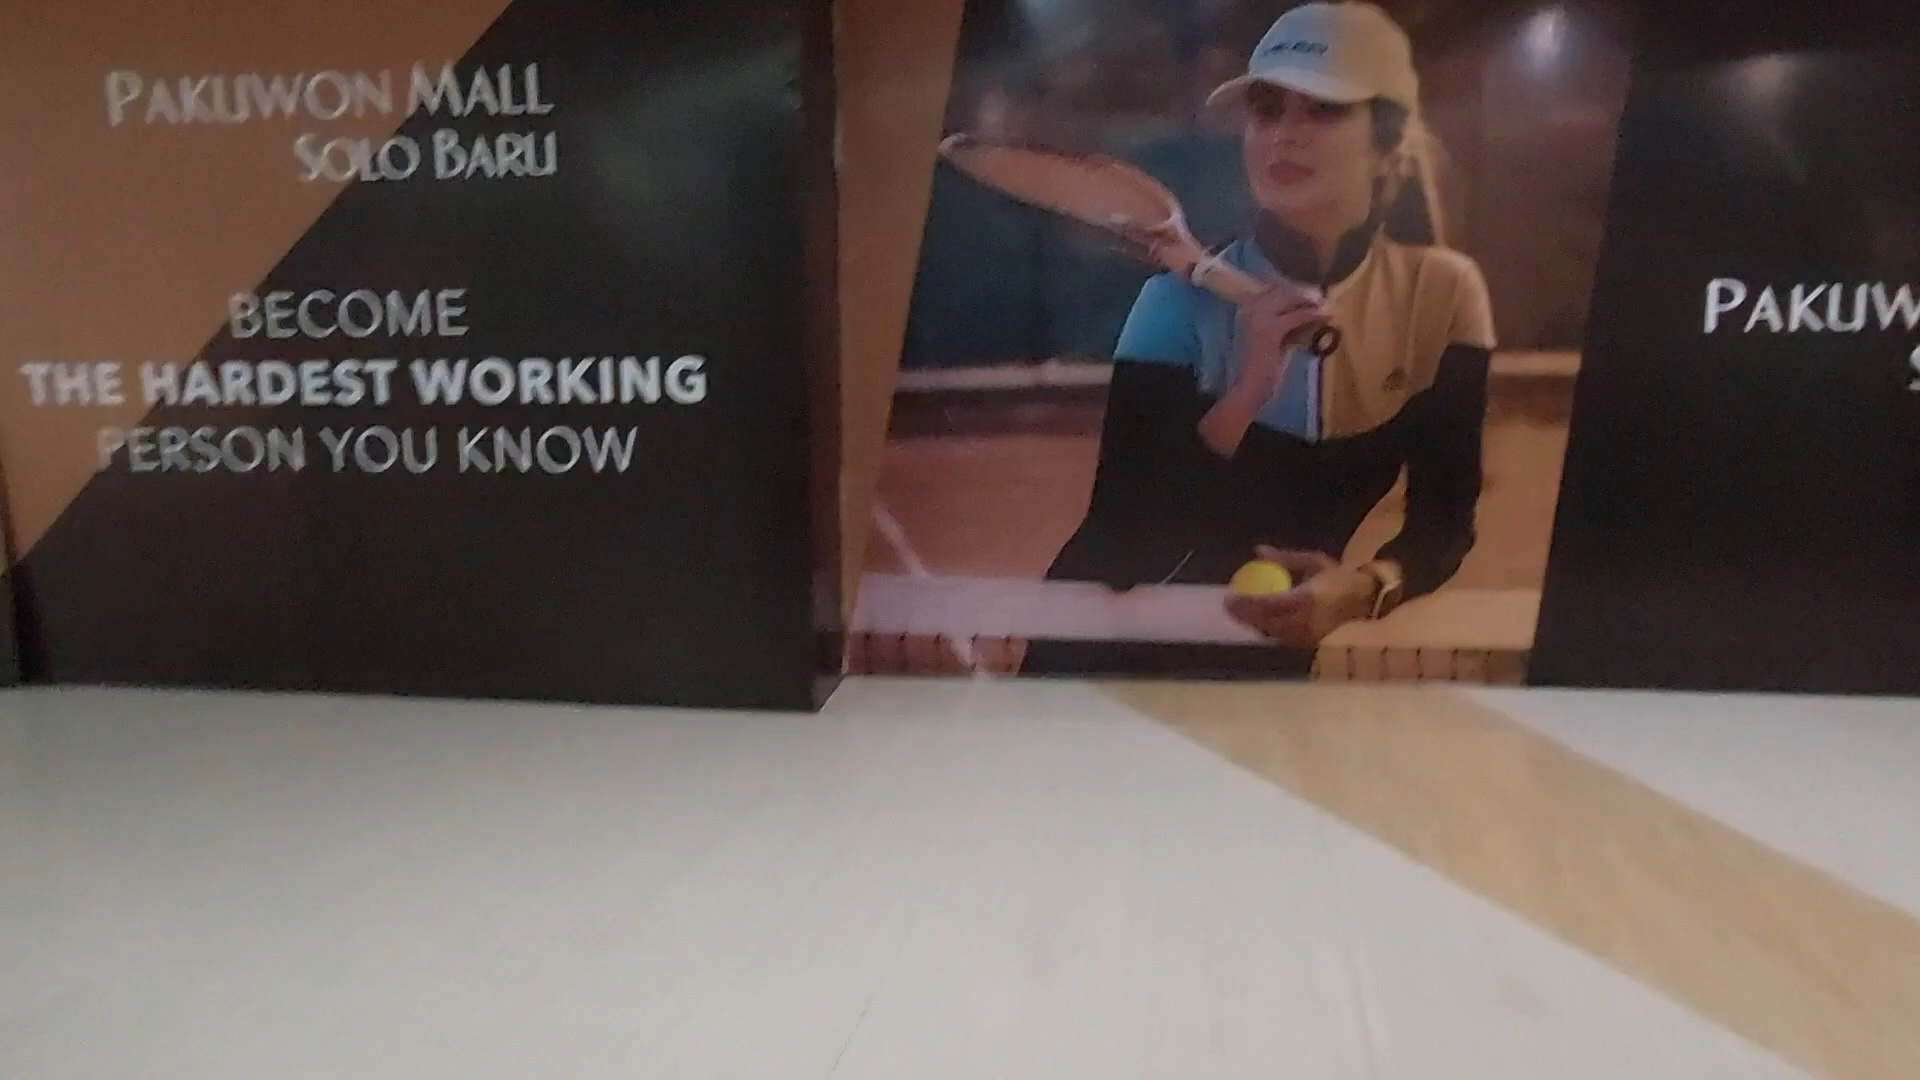 PAKUWON MALL
SOLO BARU
BECOME
THE HARDEST WORKING
PERSON YOU KNOW
PAKUW
S